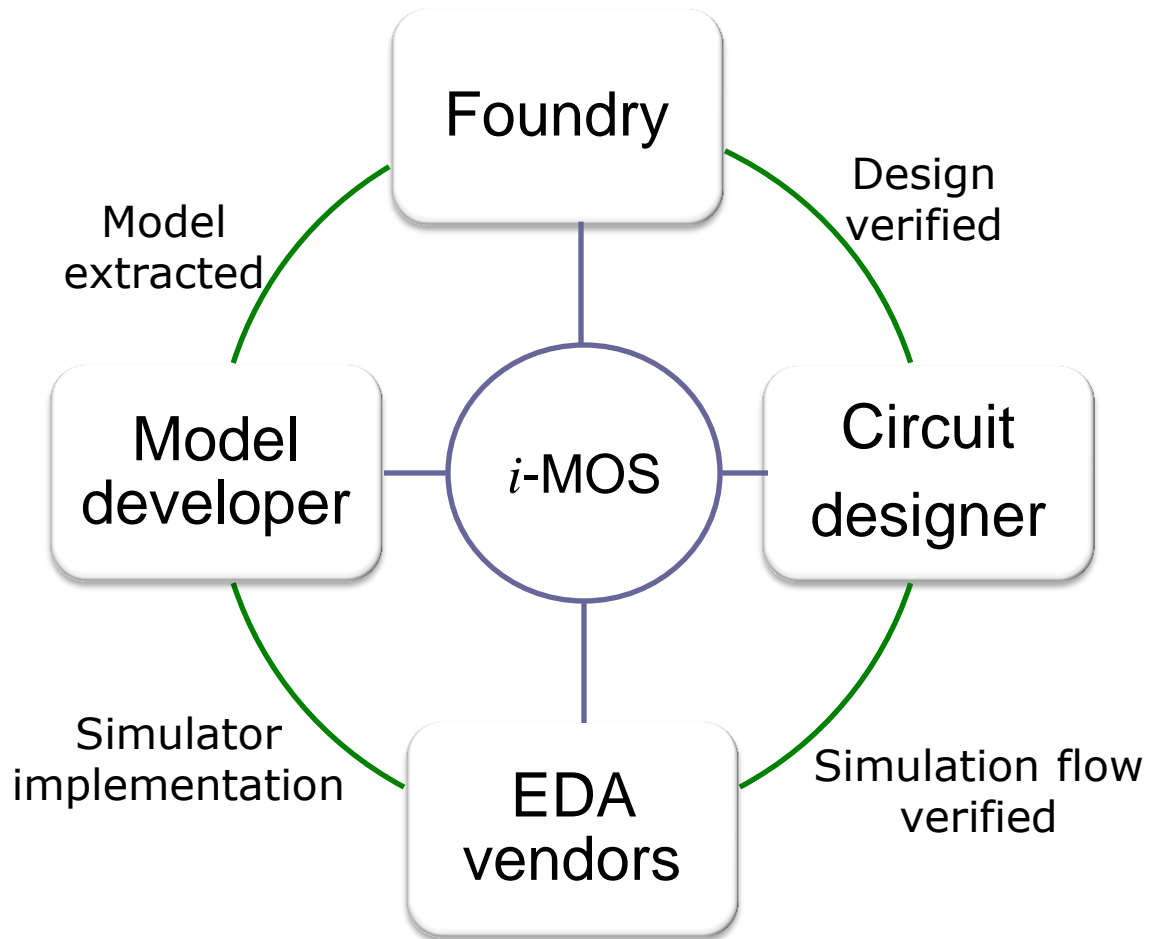 Foundry
Design
verified
Model
extracted
Model
developer
i-MOS
Circuit
designer
Simulator
implementation
EDA
vendors
Simulation flow
verified